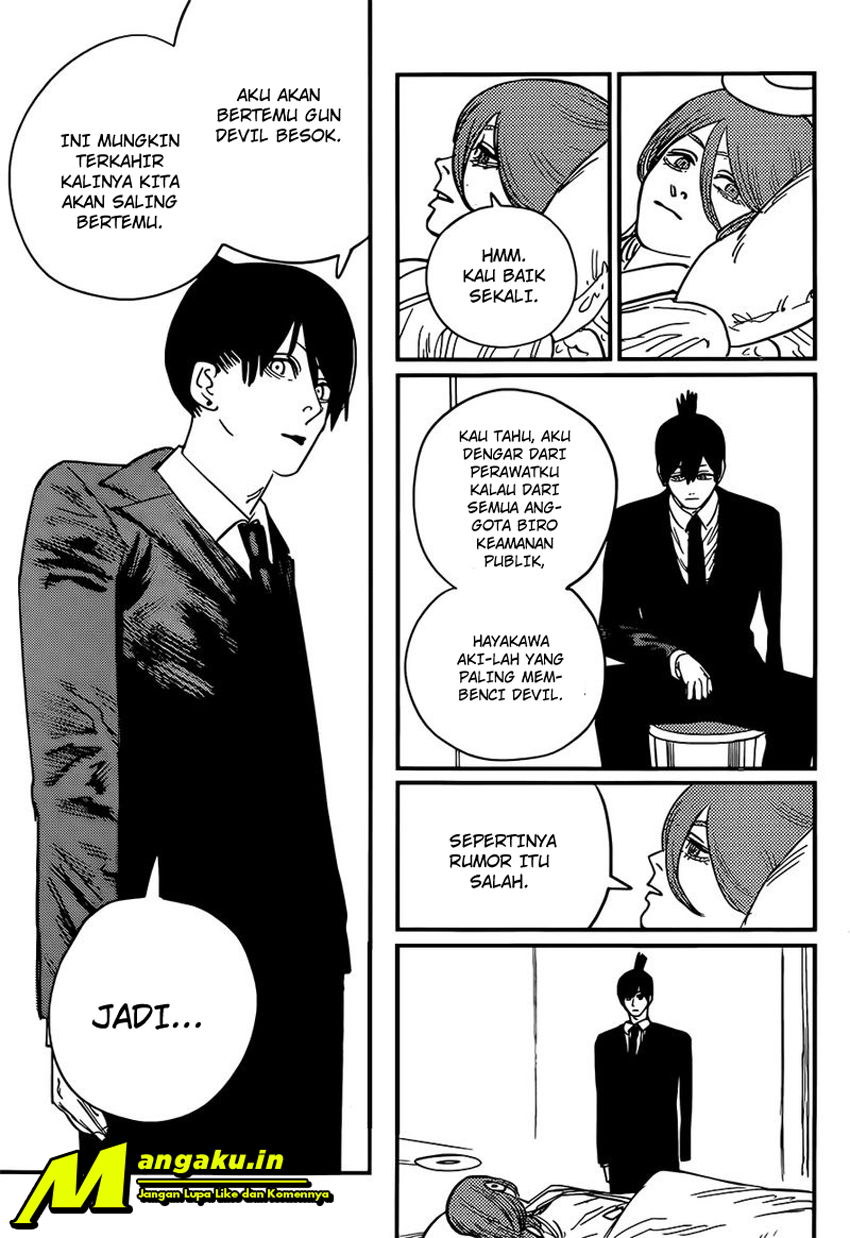 HMM.
KAU BAIK
SEKALI.
KAU TAHU, AKU
DENGAR DARI
PERAWATKU
KALAU DARI
SEMUA ANG-
GOTA BIRO
KEAMANAN
PUBLIK,
HAYAKAWA
AKI-LAH YANG
PALING MEM-
BENCI DEVIL.
SEPERTINYA
RUMOR ITU
SALAH.
AKU AKAN
BERTEMU GUN
DEVIL BESOK.
INI MUNGKIN
TERKAHIR
KALINYA KITA
AKAN SALING
BERTEMU.
JADI...
Mangaku.in
Jangan Lupa Like dan Komennya